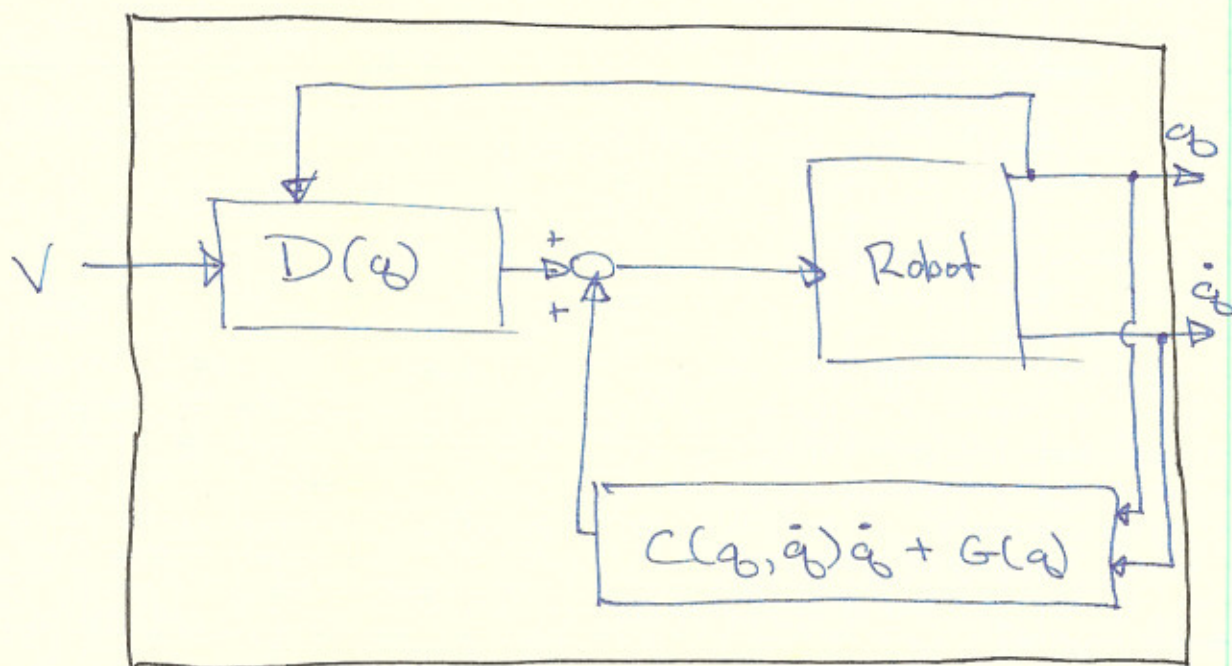 q
V
D(q)
+
+
Robot
q̇
C(q, q̇)q̇ + G(q)